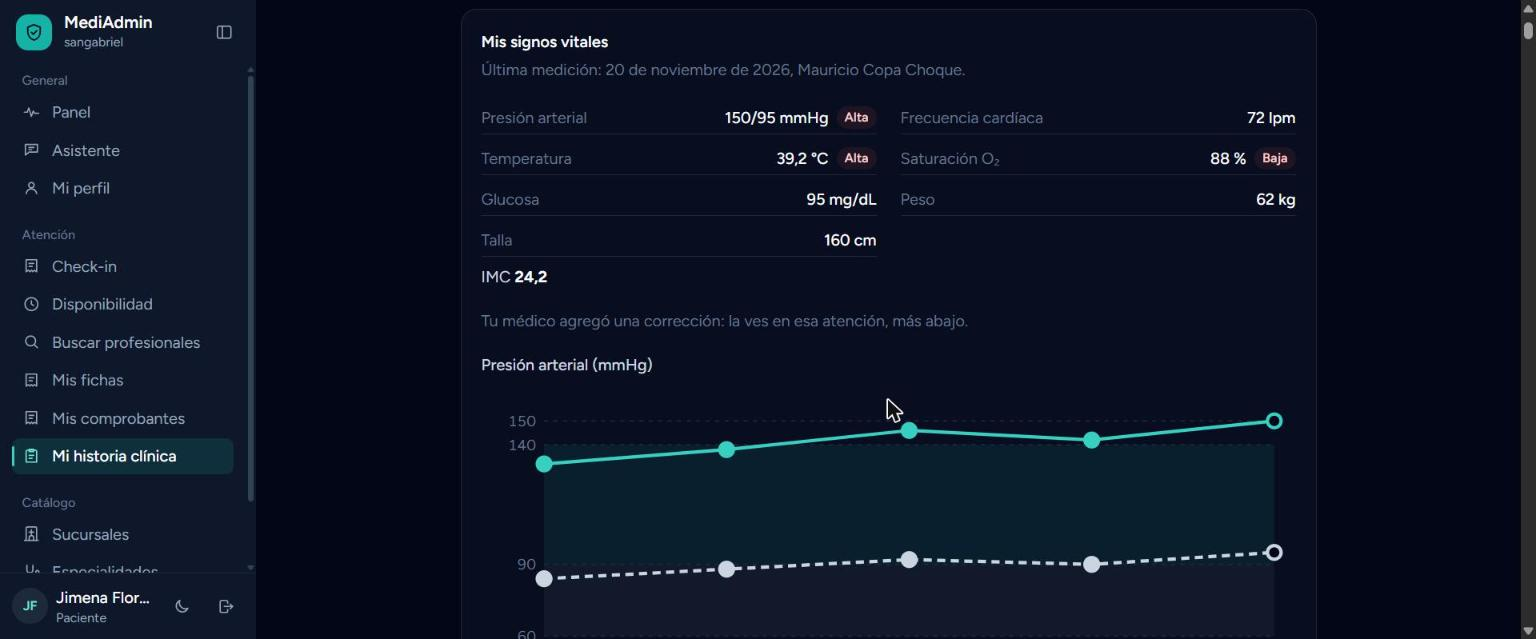 MediAdmin
sangabriel
General
Panel
Asistente
Mi perfil
Atención
Check-in
Disponibilidad
Buscar profesionales
Mis fichas
Mis comprobantes
Mi historia clínica
Catálogo
Sucursales
Especialidades
JF
Jimena Flor...
Paciente
Mis signos vitales
Última medición: 20 de noviembre de 2026, Mauricio Copa Choque.
Presión arterial 150/95 mmHg Alta
Frecuencia cardíaca 72 lpm
Temperatura 39,2 °C Alta
Saturación O₂ 88 % Baja
Glucosa 95 mg/dL
Peso 62 kg
Talla 160 cm
IMC 24,2
Tu médico agregó una corrección: la ves en esa atención, más abajo.
Presión arterial (mmHg)
150
140
90
60